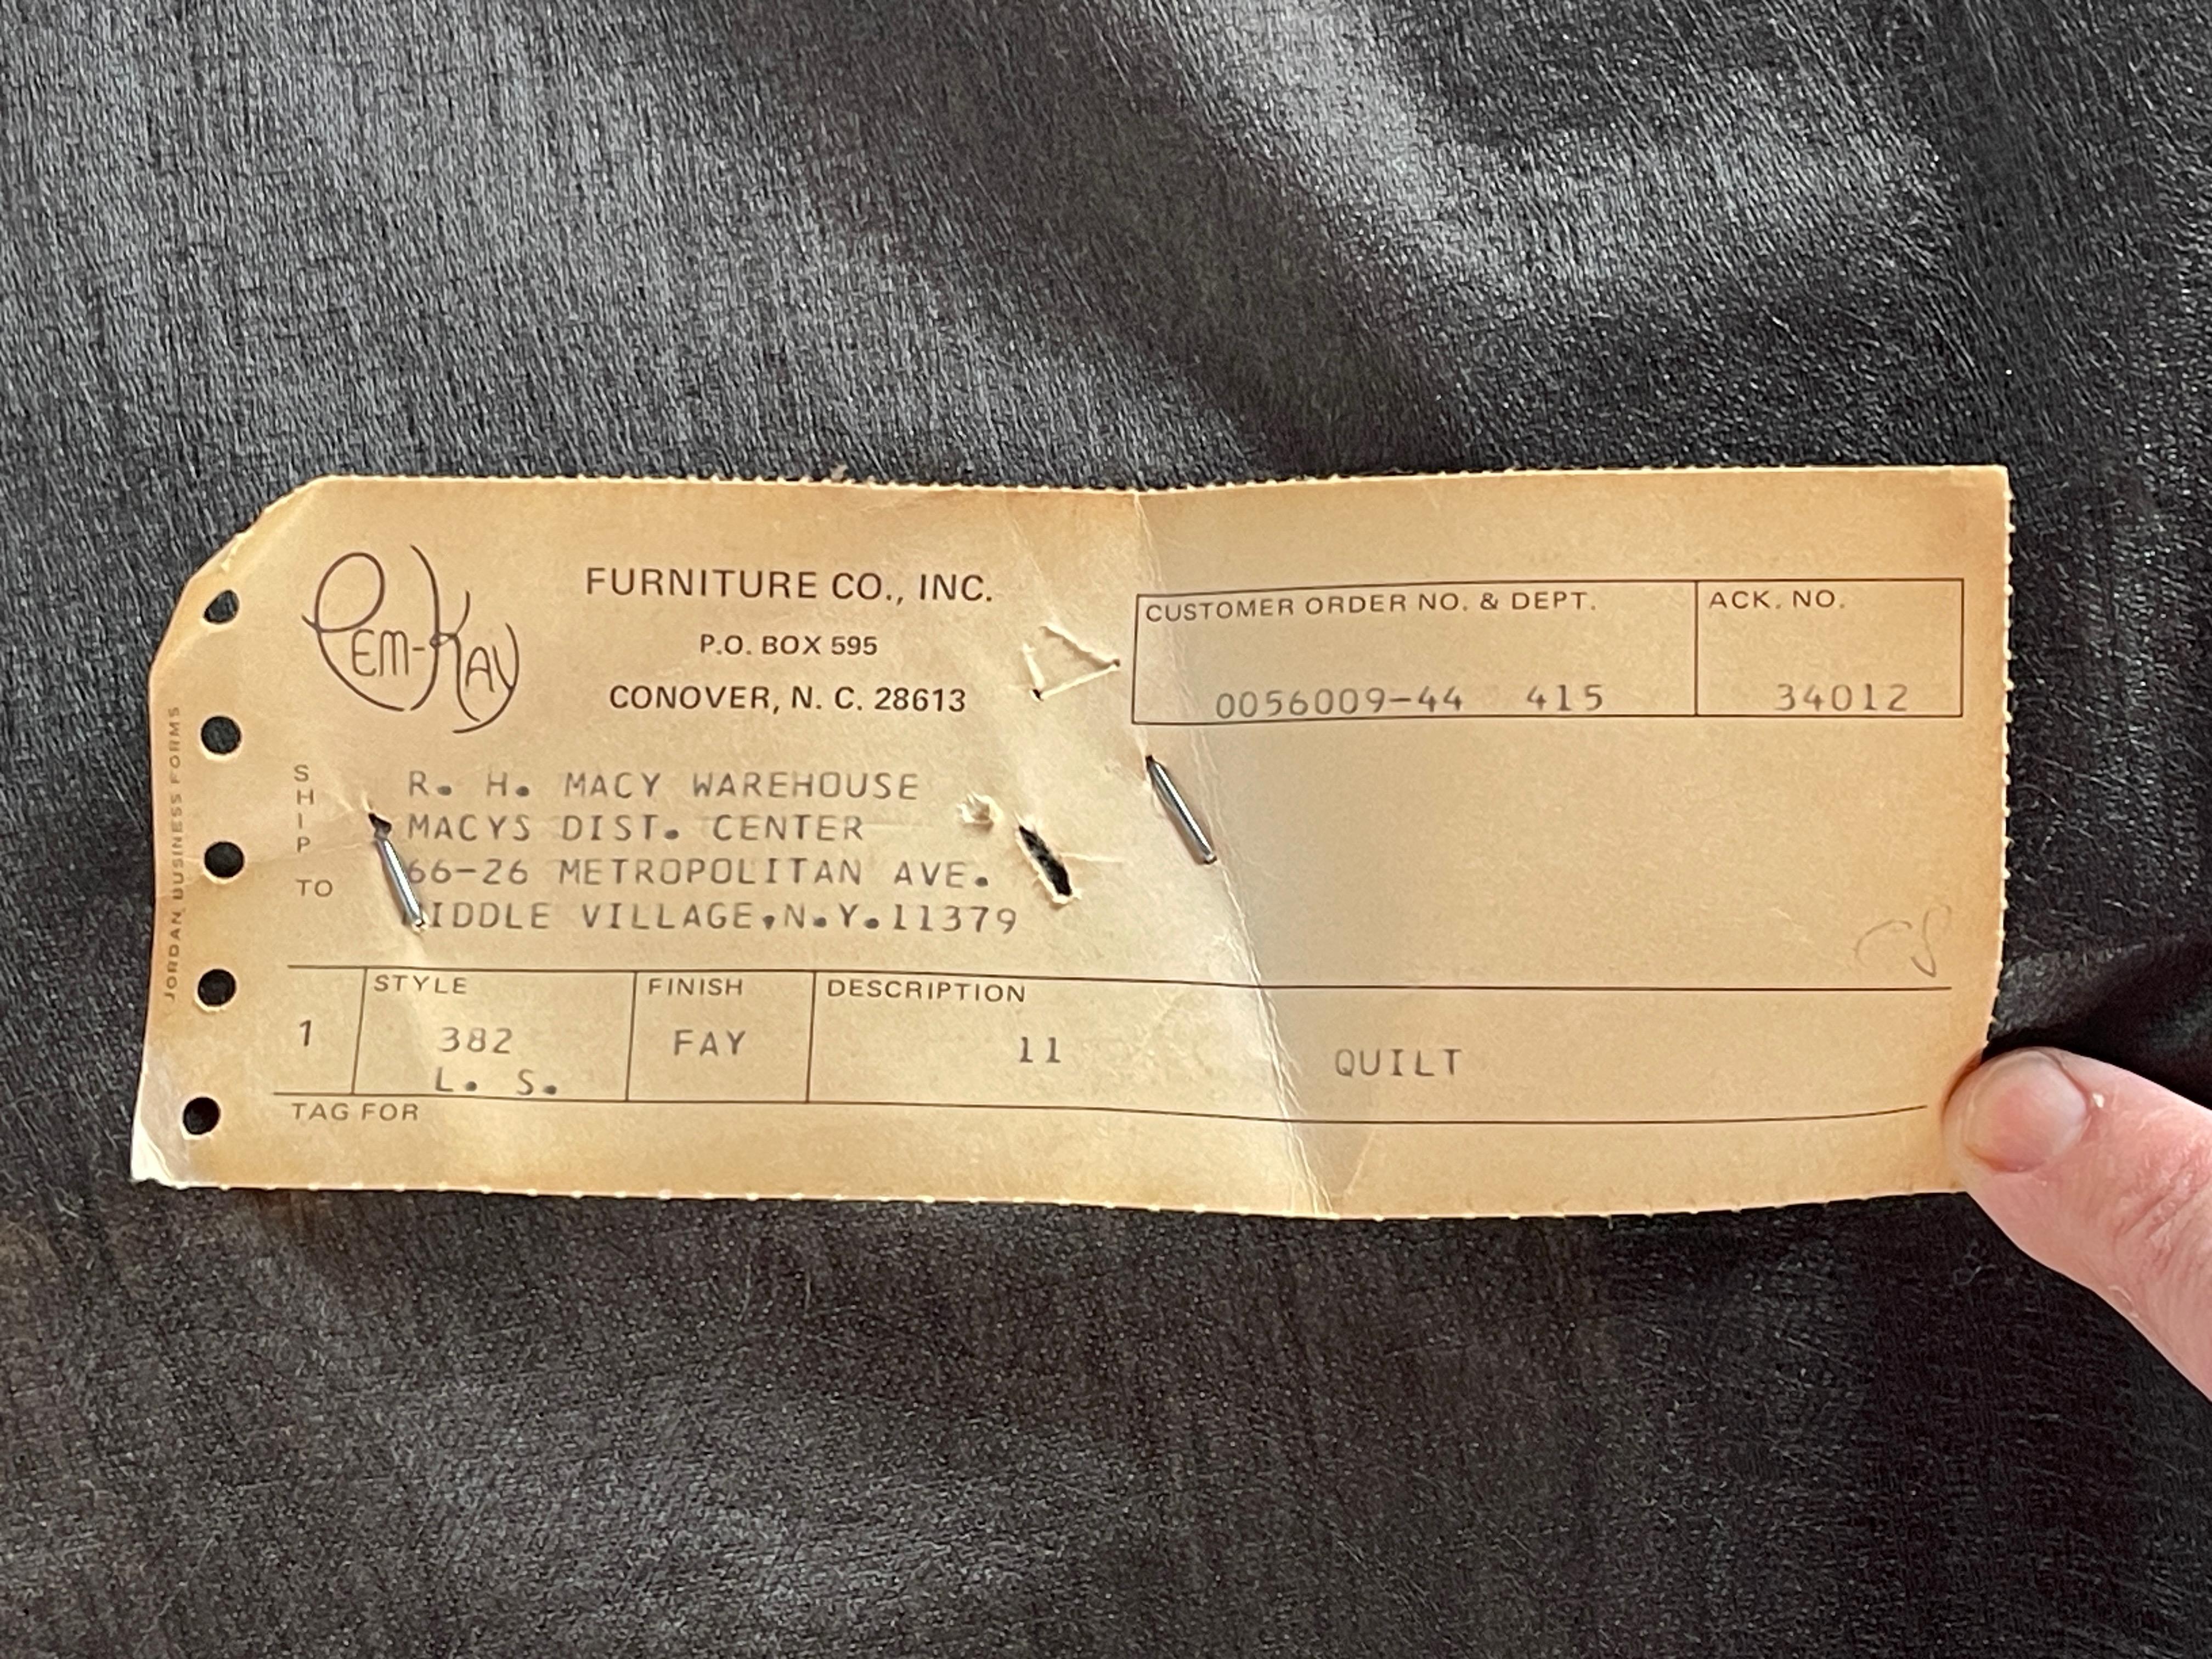 PEM-KAY
FURNITURE CO., INC.
P.O. BOX 595
CONOVER, N. C. 28613
CUSTOMER ORDER NO. & DEPT.
0056009-44 415
ACK. NO.
34012
SHIP TO
R. H. MACY WAREHOUSE
MACYS DIST. CENTER
66-26 METROPOLITAN AVE.
MIDDLE VILLAGE,N.Y.11379
JORDAN BUSINESS FORMS
STYLE FINISH DESCRIPTION
1 382 FAY 11 QUILT
L. S.
TAG FOR